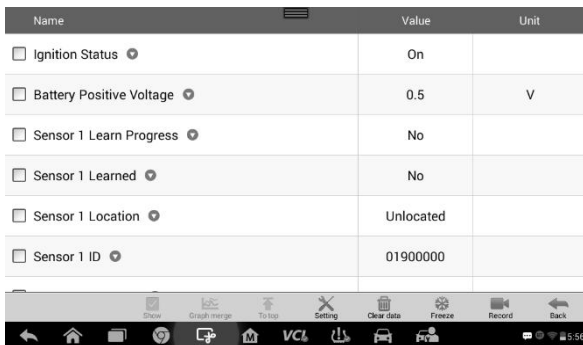 Name Value Unit
Ignition Status On
Battery Positive Voltage 0.5 V
Sensor 1 Learn Progress No
Sensor 1 Learned No
Sensor 1 Location Unlocated
Sensor 1 ID 01900000
Show Graph merge To top Setting Clear data Freeze Record Back
M VCI 5:56